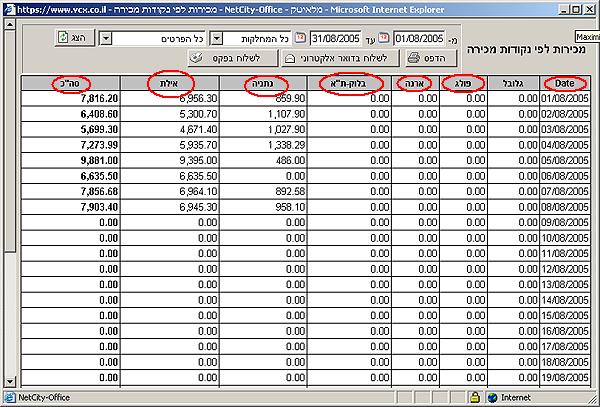 https://www.vcx.co.il - מכירות לפי נקודות מכירה - NetCity-Office - מלאיטק - Microsoft Internet Explorer
Maximi
מכירות לפי נקודות מכירה
מ- 01/08/2005 עד 31/08/2005 כל המחלקות כל הפרטים הצג
הדפס לשלוח בדואר אלקטרוני לשלוח בפקס
Date גלובל פולג ארנה בלוק-ת"א נתניה אילת סה"כ
01/08/2005 0.00 0.00 0.00 0.00 859.90 6,956.30 7,816.20
02/08/2005 0.00 0.00 0.00 0.00 1,107.90 5,300.70 6,408.60
03/08/2005 0.00 0.00 0.00 0.00 1,027.90 4,671.40 5,699.30
04/08/2005 0.00 0.00 0.00 0.00 1,338.29 5,935.70 7,273.99
05/08/2005 0.00 0.00 0.00 0.00 486.00 9,395.00 9,881.00
06/08/2005 0.00 0.00 0.00 0.00 0.00 6,635.50 6,635.50
07/08/2005 0.00 0.00 0.00 0.00 892.58 6,964.10 7,856.68
08/08/2005 0.00 0.00 0.00 0.00 958.10 6,945.30 7,903.40
09/08/2005 0.00 0.00 0.00 0.00 0.00 0.00 0.00
10/08/2005 0.00 0.00 0.00 0.00 0.00 0.00 0.00
11/08/2005 0.00 0.00 0.00 0.00 0.00 0.00 0.00
12/08/2005 0.00 0.00 0.00 0.00 0.00 0.00 0.00
13/08/2005 0.00 0.00 0.00 0.00 0.00 0.00 0.00
14/08/2005 0.00 0.00 0.00 0.00 0.00 0.00 0.00
15/08/2005 0.00 0.00 0.00 0.00 0.00 0.00 0.00
16/08/2005 0.00 0.00 0.00 0.00 0.00 0.00 0.00
17/08/2005 0.00 0.00 0.00 0.00 0.00 0.00 0.00
18/08/2005 0.00 0.00 0.00 0.00 0.00 0.00 0.00
19/08/2005 0.00 0.00 0.00 0.00 0.00 0.00 0.00
NetCity-Office Internet